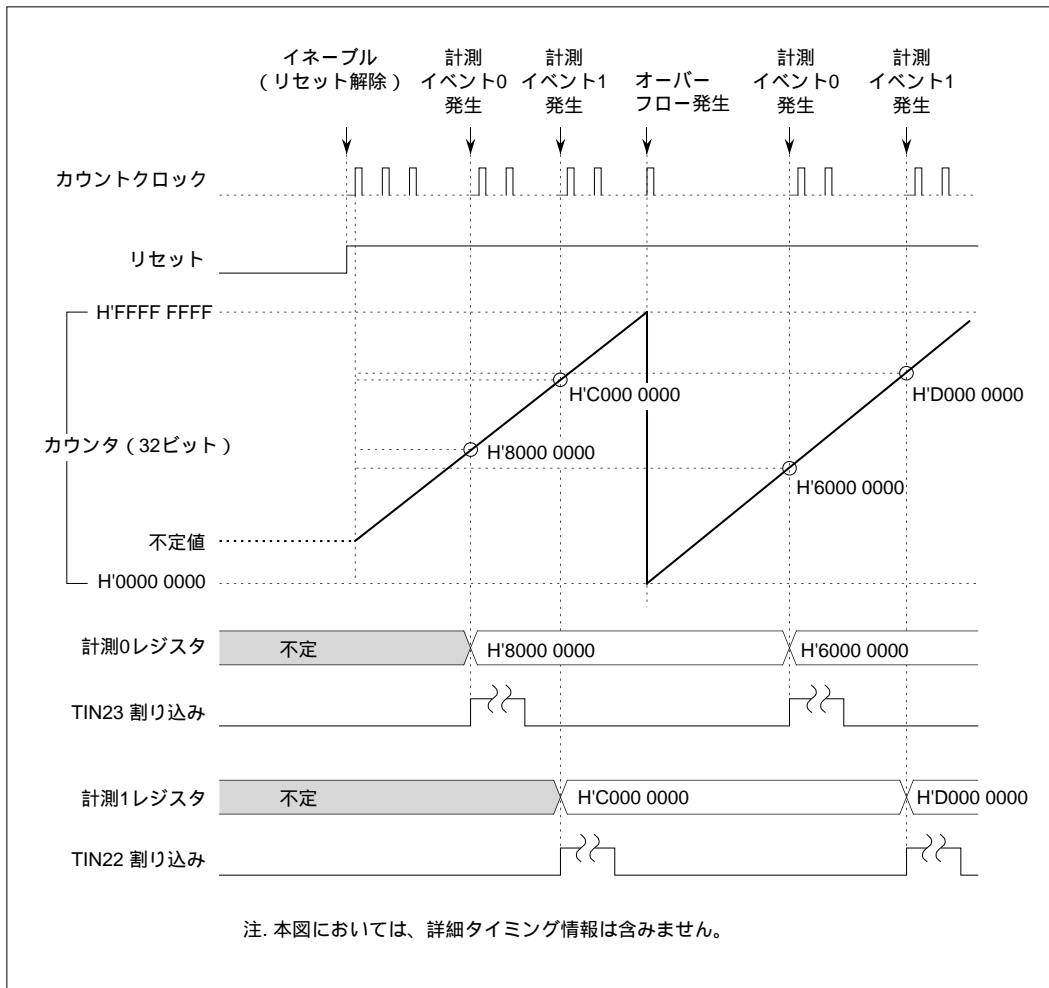 イネーブル
（リセット解除）
計測
イベント0
発生
計測
イベント1
発生
オーバー
フロー発生
計測
イベント0
発生
計測
イベント1
発生
カウントクロック
リセット
H'FFFF FFFF
H'C000 0000
H'D000 0000
カウンタ（32ビット）
H'8000 0000
H'6000 0000
不定値
H'0000 0000
計測0レジスタ
不定
H'8000 0000
H'6000 0000
TIN23 割り込み
計測1レジスタ
不定
H'C000 0000
H'D000 0000
TIN22 割り込み
注. 本図においては、詳細タイミング情報は含みません。